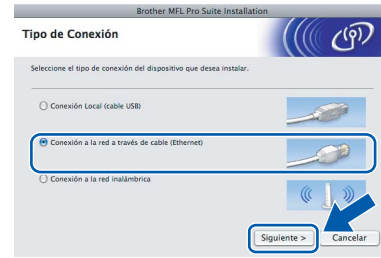 Brother MFL Pro Suite Installation
Tipo de Conexión
Seleccione el tipo de conexión del dispositivo que desea instalar.
Conexión Local (cable USB)
Conexión a la red a través de cable (Ethernet)
Conexión a la red inalámbrica
Siguiente >
Cancelar